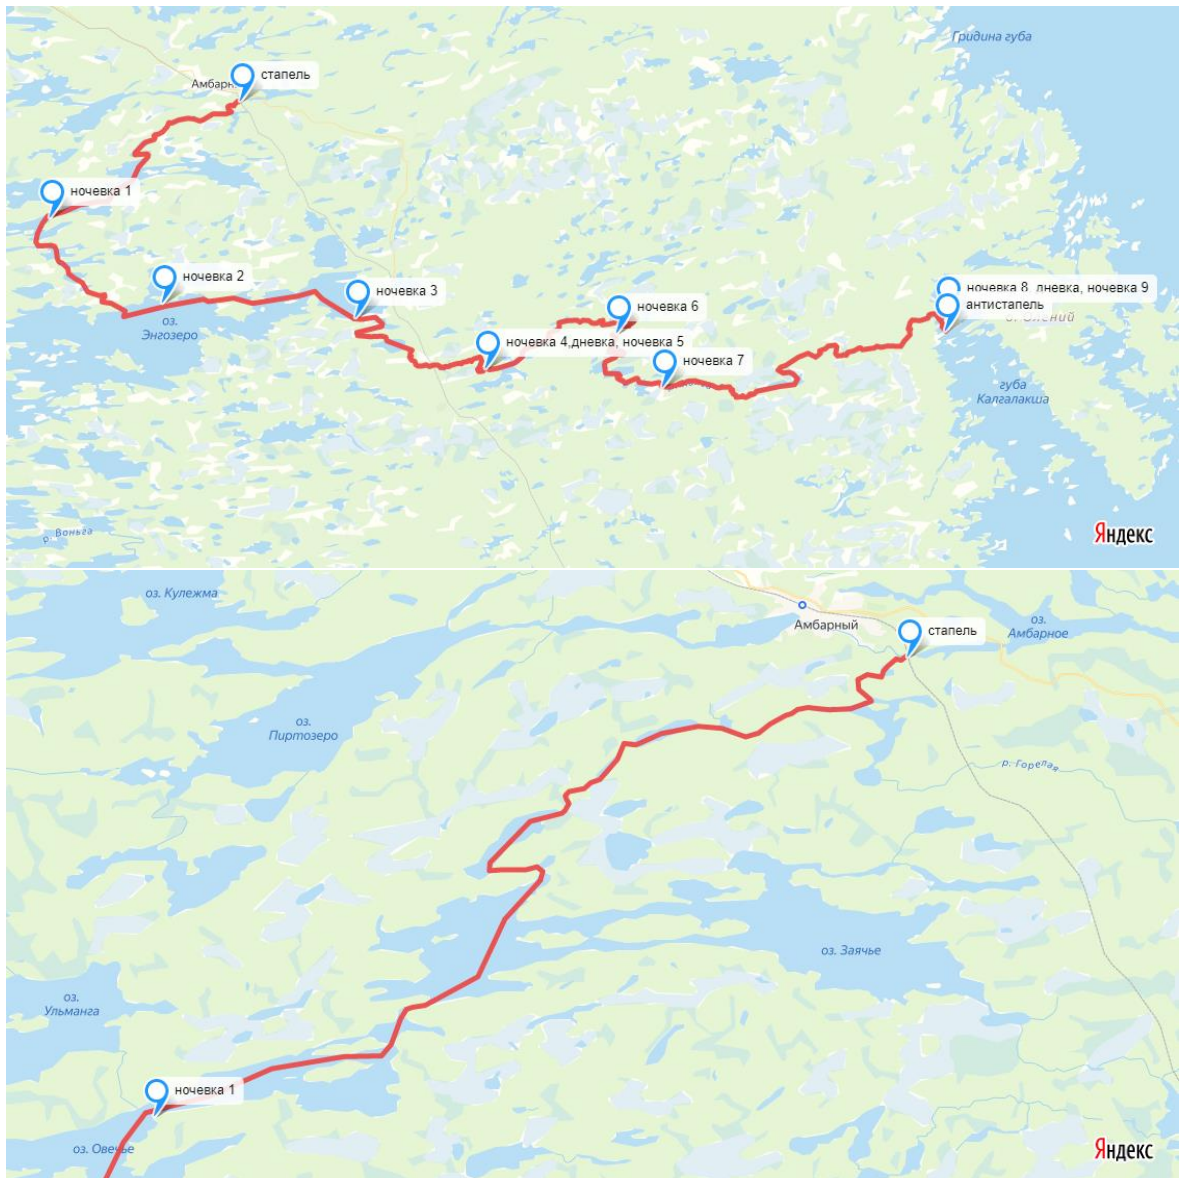 Гридина губа
стапель
Амбарн
ночевка 1
ночевка 2
ночевка 3
оз.
Энгозеро
ночевка 6
ночевка 4,дневка, ночевка 5
ночевка 7
ночевка 8, дневка, ночевка 9
антистапель
губа
Калгалакша
р. Воньга
Яндекс
оз. Кулежма
Амбарный
стапель
оз.
Амбарное
оз.
Пиртозеро
р. Горелая
оз. Заячье
оз.
Ульманга
ночевка 1
оз. Овечье
Яндекс